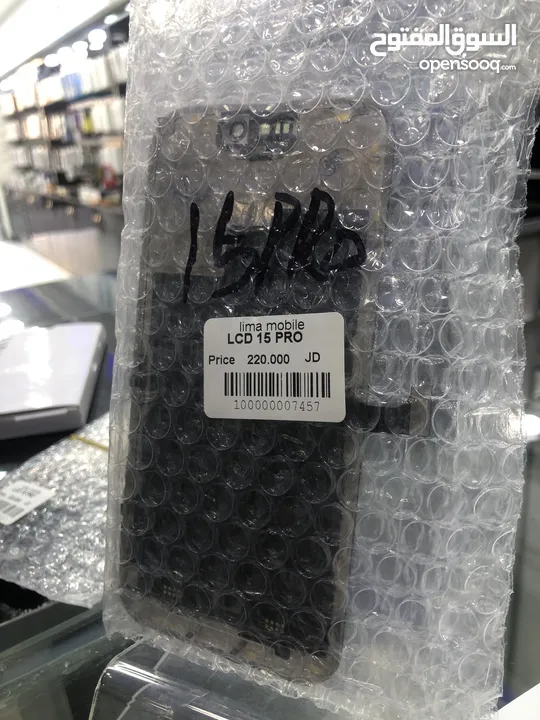 السوق المفتوح
opensooq.com
15 PRO
lima mobile
LCD 15 PRO
Price 220.000 JD
100000007457